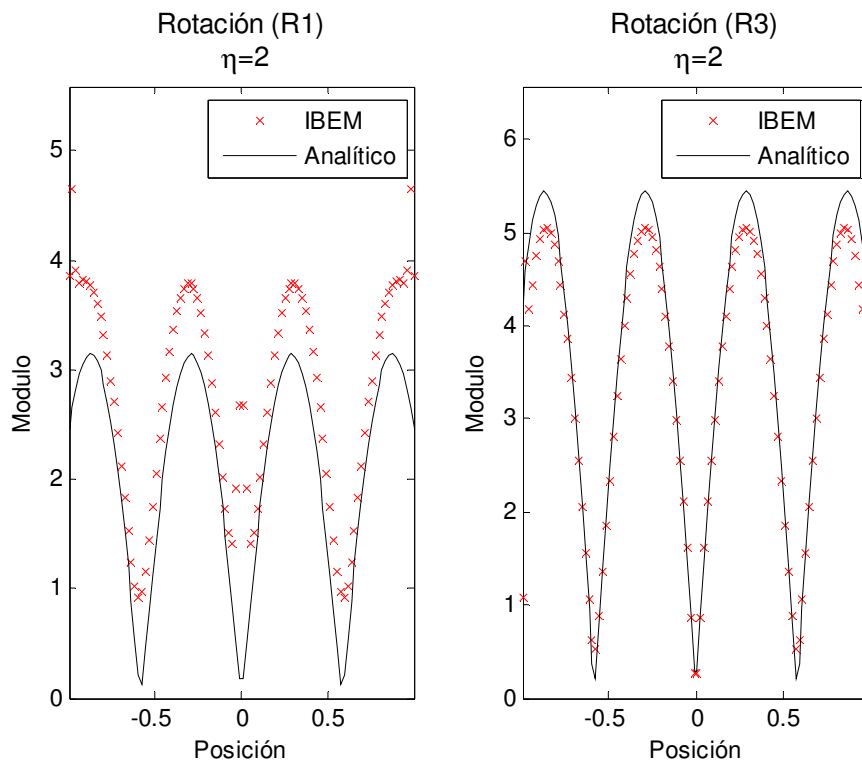 Rotación (R1)
η=2
IBEM
Analítico
5
4
3
2
1
0
Modulo
-0.5
0
0.5
Posición
Rotación (R3)
η=2
IBEM
Analítico
6
5
4
3
2
1
0
Modulo
-0.5
0
0.5
Posición